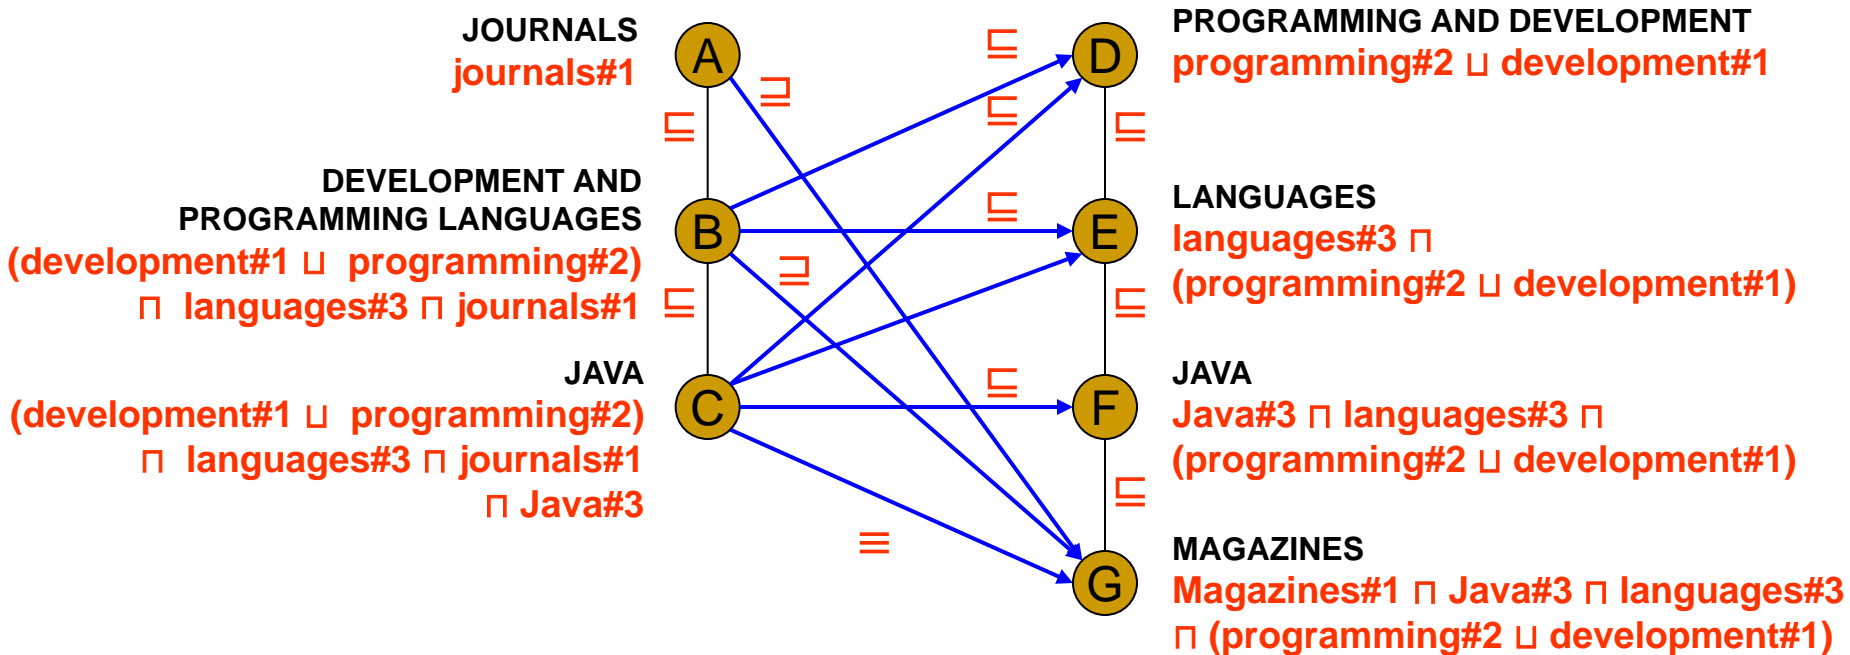 JOURNALS
journals#1
A
⊑
DEVELOPMENT AND
PROGRAMMING LANGUAGES
(development#1 ⊔ programming#2)
⊓ languages#3 ⊓ journals#1
B
⊑
JAVA
(development#1 ⊔ programming#2)
⊓ languages#3 ⊓ journals#1
⊓ Java#3
C
⊒
⊑
⊑
⊑
⊒
⊑
≡
D
PROGRAMMING AND DEVELOPMENT
programming#2 ⊔ development#1
⊑
E
LANGUAGES
languages#3 ⊓
(programming#2 ⊔ development#1)
⊑
F
JAVA
Java#3 ⊓ languages#3 ⊓
(programming#2 ⊔ development#1)
⊑
G
MAGAZINES
Magazines#1 ⊓ Java#3 ⊓ languages#3
⊓ (programming#2 ⊔ development#1)